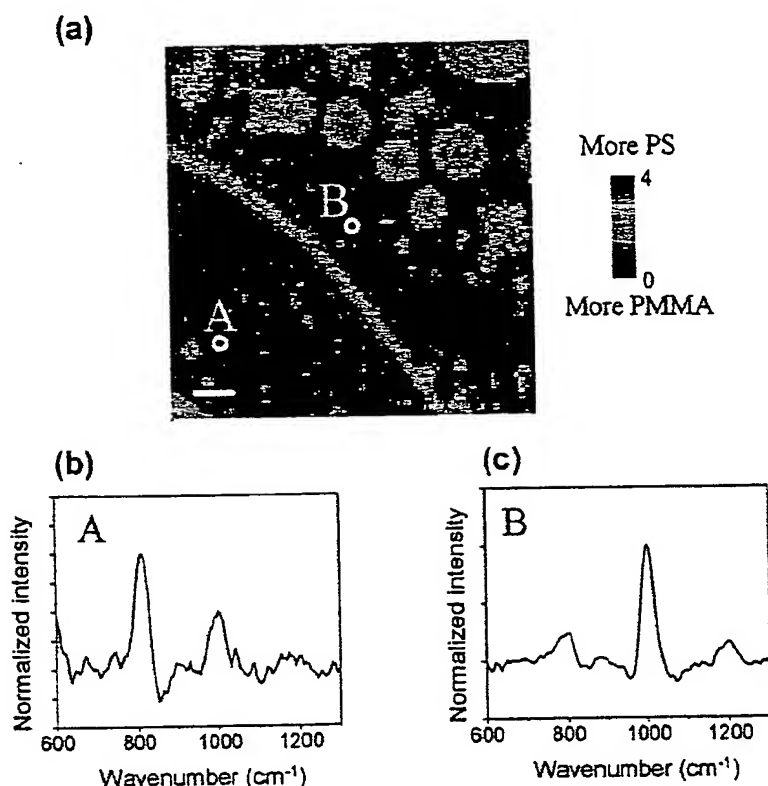 (a)
More PS
4
0
More PMMA
B
A
(b)
A
Normalized intensity
600 800 1000 1200
Wavenumber (cm-1)
(c)
B
Normalized intensity
600 800 1000 1200
Wavenumber (cm-1)